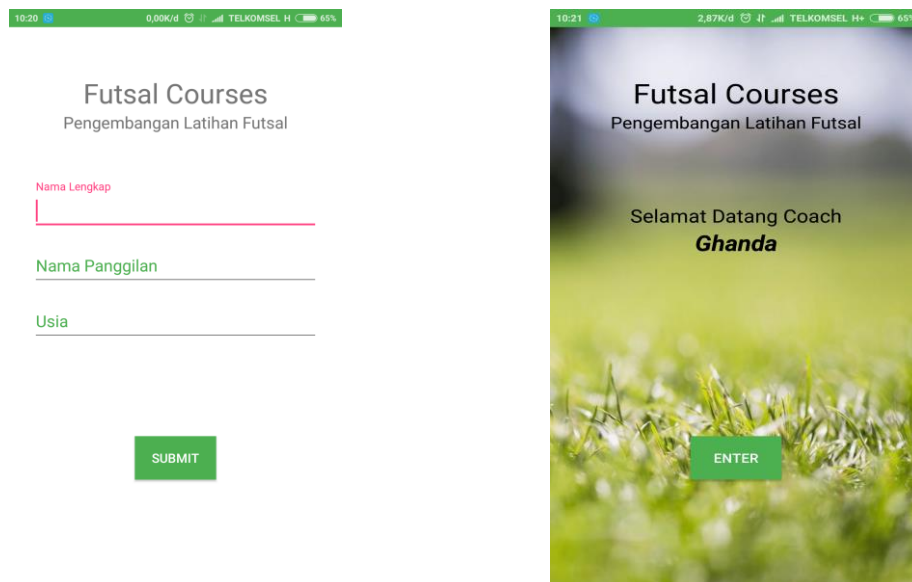 10:20 0,00K/d TELKOMSEL H 65%
Futsal Courses
Pengembangan Latihan Futsal
Nama Lengkap
Nama Panggilan
Usia
SUBMIT
10:21 2,87K/d TELKOMSEL H+ 65%
Futsal Courses
Pengembangan Latihan Futsal
Selamat Datang Coach
Ghanda
ENTER